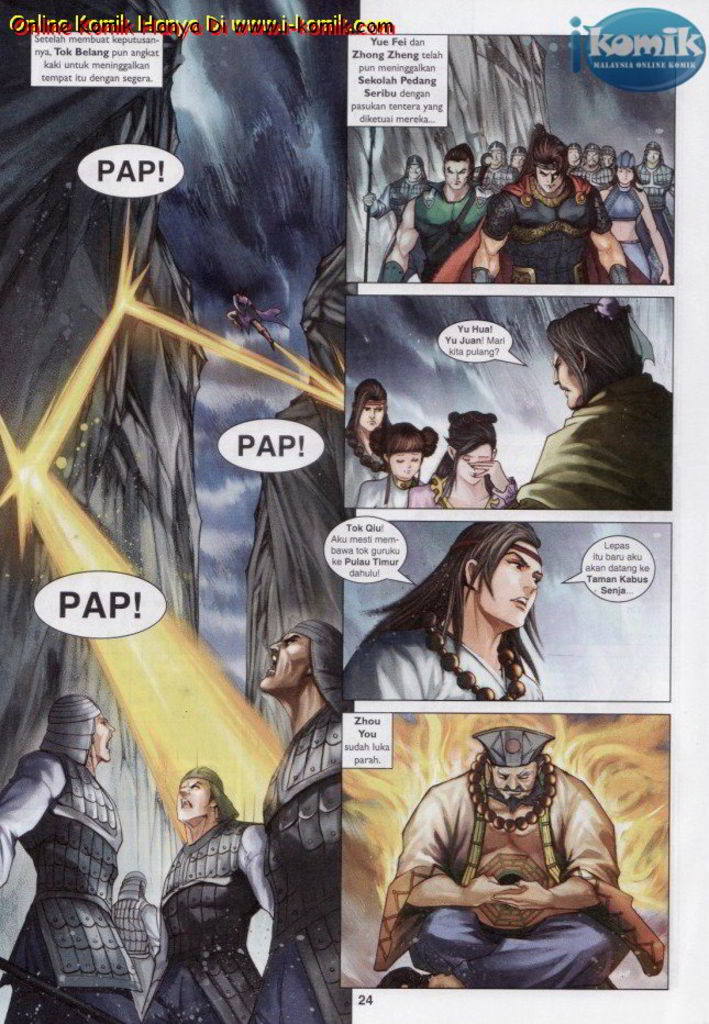 Online Komik Hanya Di www.i-komik.com
ikomik
MALAYSIA ONLINE KOMIK
Setelah membuat keputusan-
nya, Tok Belang pun angkat
kaki untuk meninggalkan
tempat itu dengan segera.
PAP!
PAP!
PAP!
Yue Fei dan
Zhong Zheng telah
pun meninggalkan
Sekolah Pedang
Seribu dengan
pasukan tentera yang
diketuai mereka...
Yu Hua!
Yu Juan! Mari
kita pulang?
Tok Qiu!
Aku mesti mem-
bawa tok guruku
ke Pulau Timur
dahulu!
Lepas
itu baru aku
akan datang ke
Taman Kabus
Senja...
Zhou
You
sudah luka
parah.
24